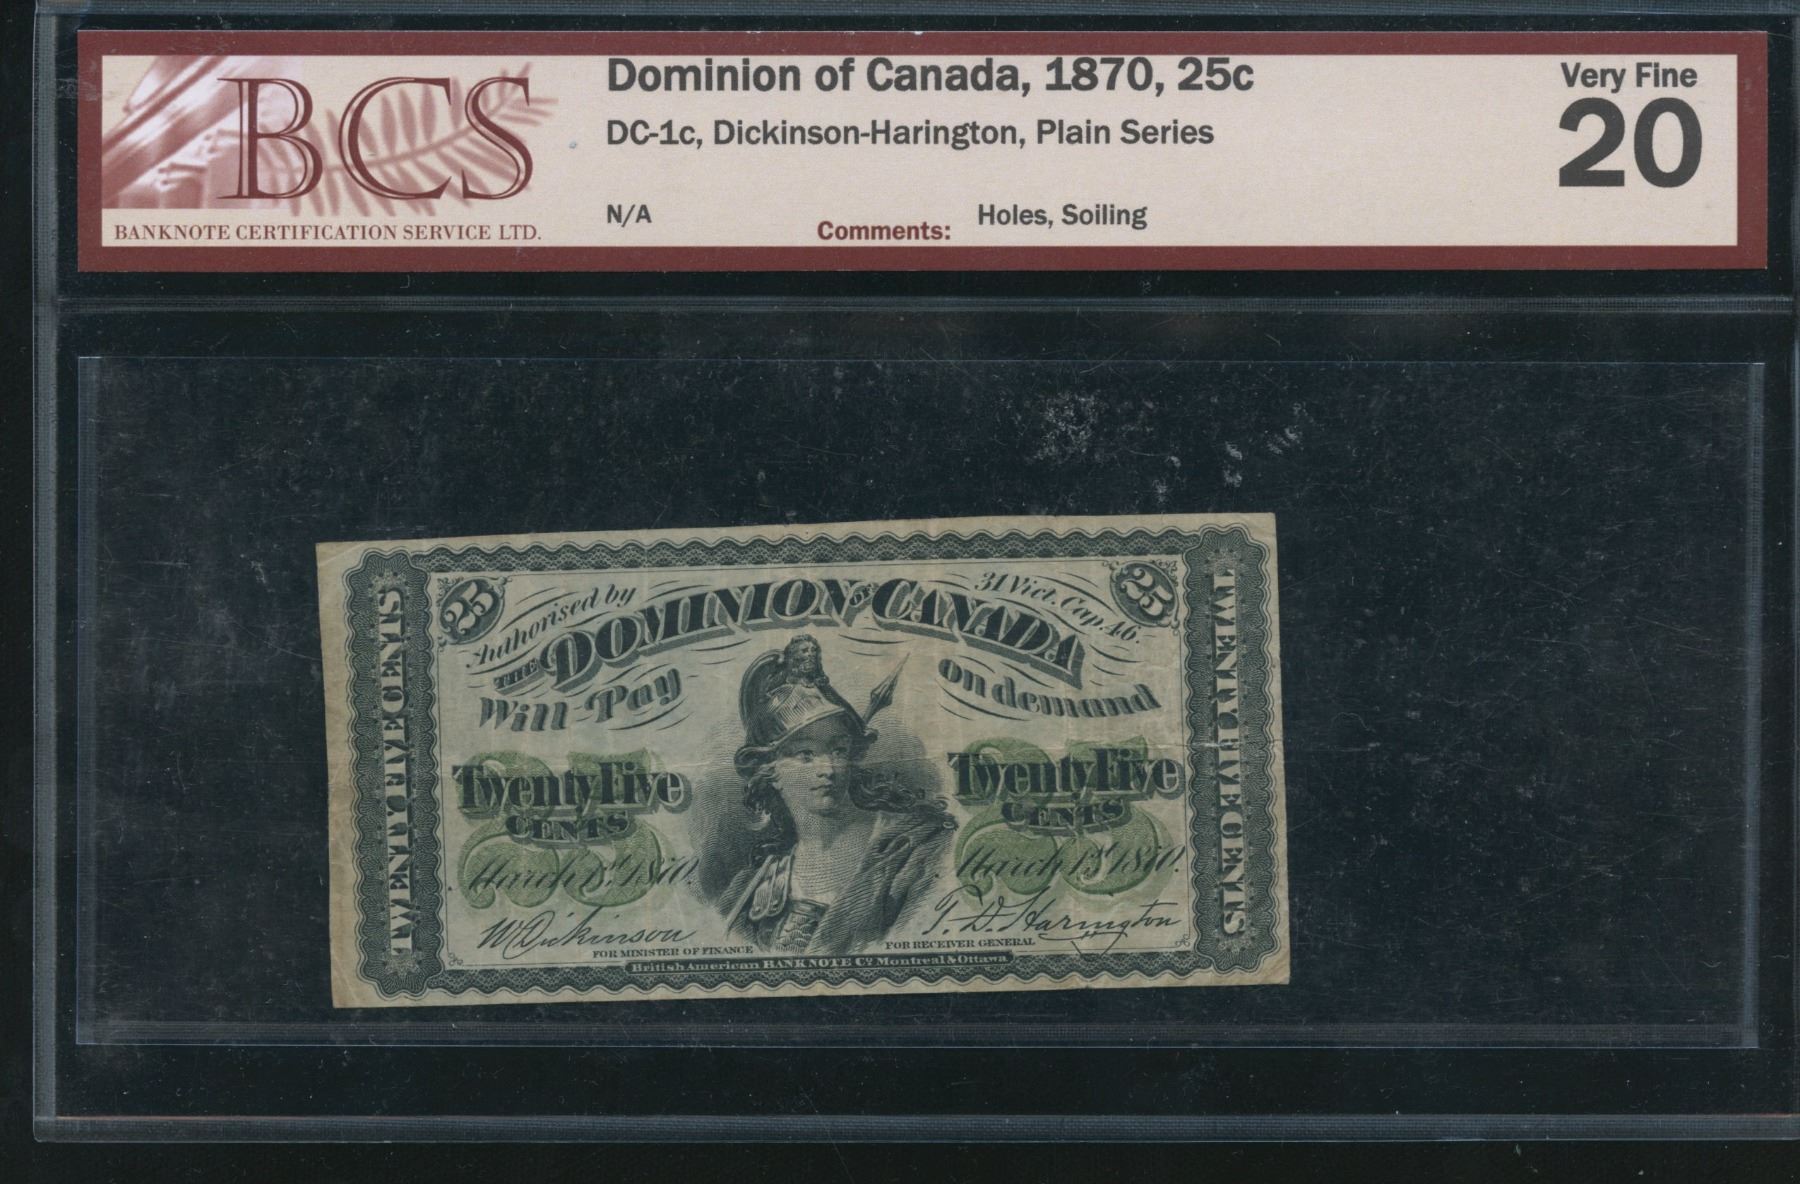 BCS
BANKNOTE CERTIFICATION SERVICE LTD.
Dominion of Canada, 1870, 25c
DC-1c, Dickinson-Harington, Plain Series
N/A
Comments: Holes, Soiling
Very Fine
20
25
25
Authorised by
31 Vict. Cap. 46.
THE DOMINION OF CANADA
Will Pay
on demand
25
25
Twenty Five
CENTS
Twenty Five
CENTS
March 1st. 1870.
March 1st. 1870.
W Dickinson
T. D. Harington
FOR MINISTER OF FINANCE
FOR RECEIVER GENERAL
British American BANK NOTE Co. Montreal & Ottawa.
TWENTY FIVE CENTS
TWENTY FIVE CENTS